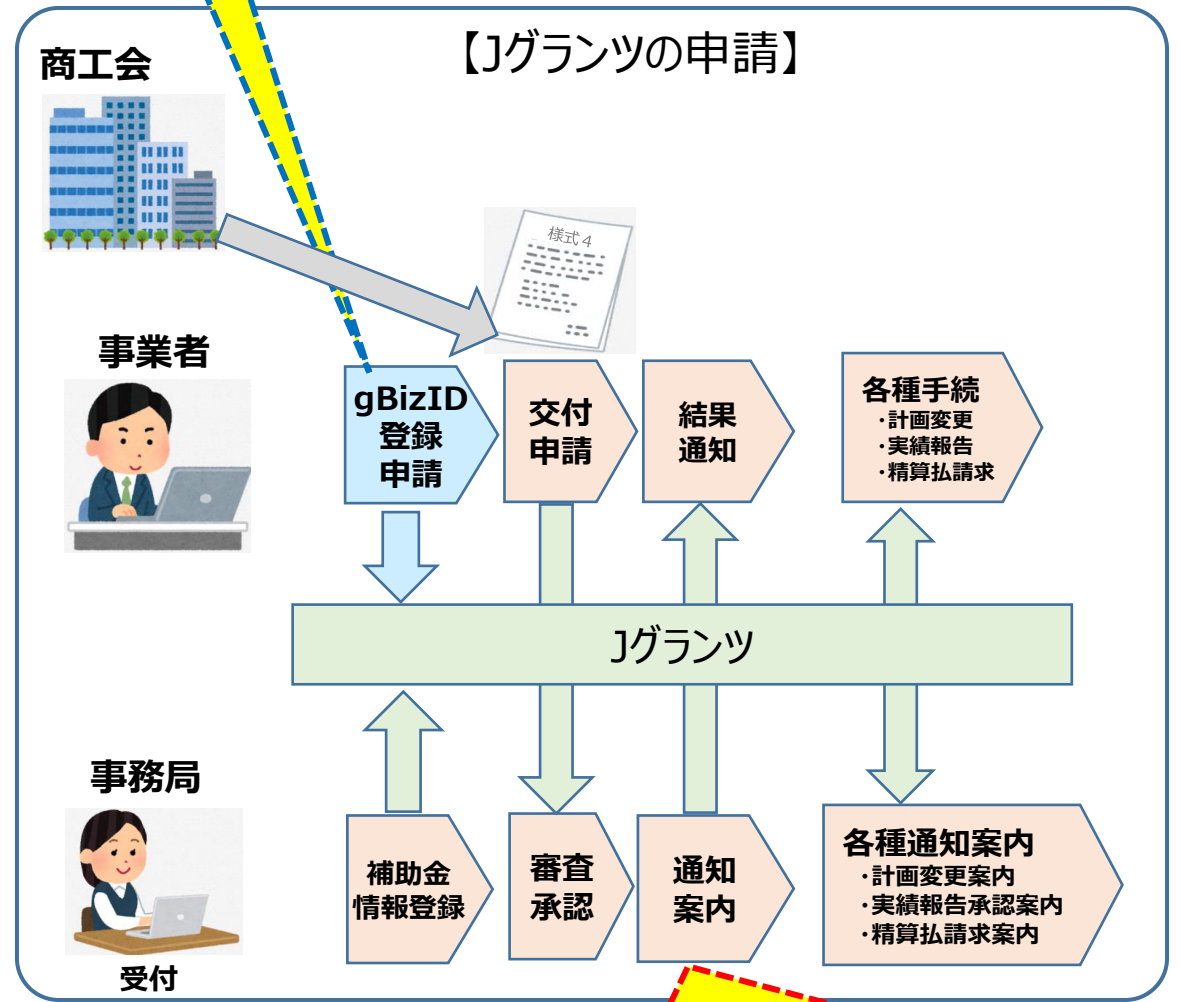 【Jグランツの申請】
商工会
様式４
事業者
gBizID
登録
申請
交付
申請
結果
通知
各種手続
・計画変更
・実績報告
・精算払請求
Jグランツ
事務局
受付
補助金
情報登録
審査
承認
通知
案内
各種通知案内
・計画変更案内
・実績報告承認案内
・精算払請求案内